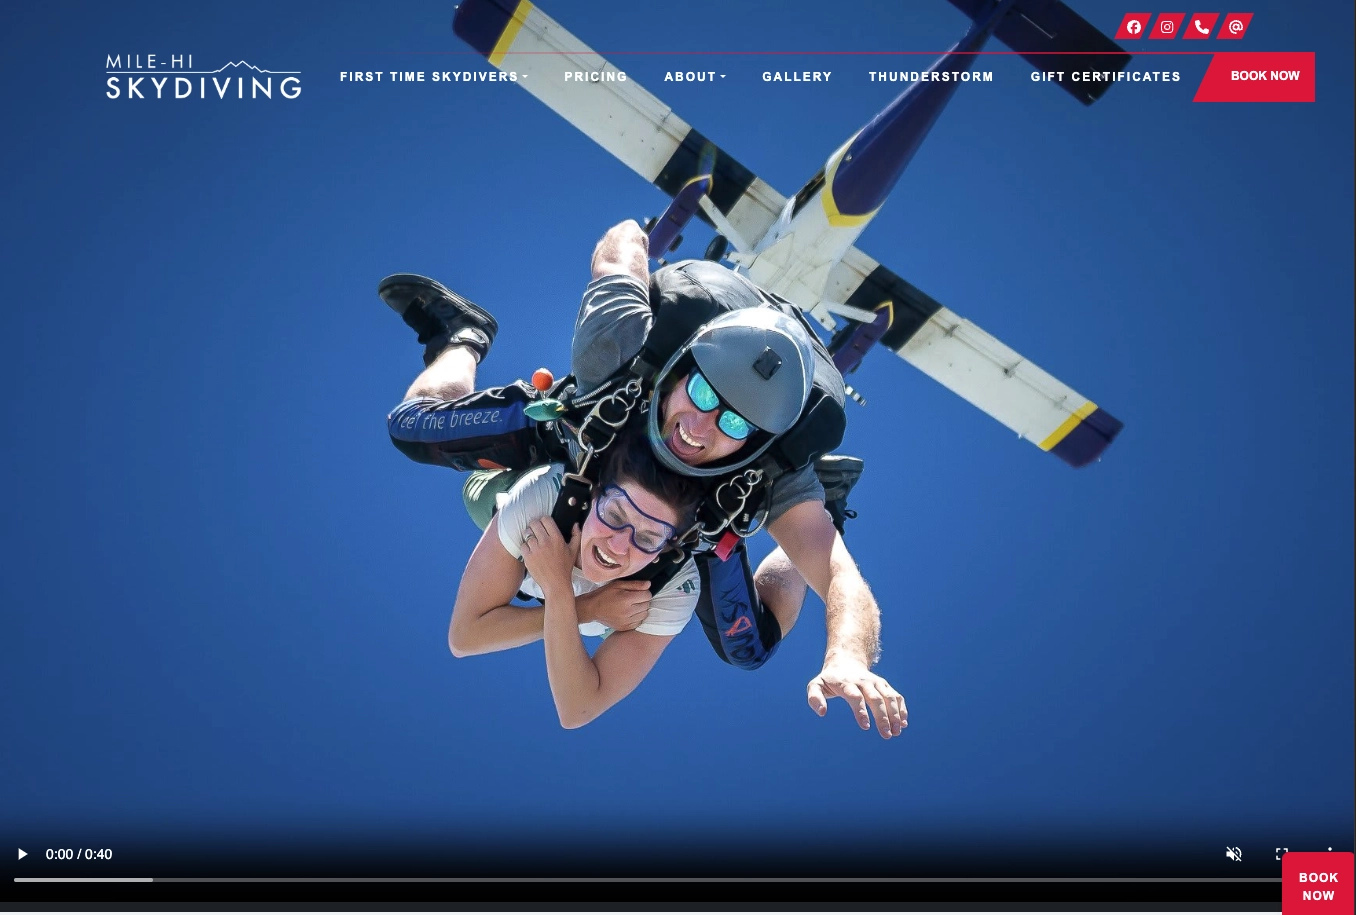 MILE-HI
SKYDIVING
FIRST TIME SKYDIVERS
PRICING
ABOUT
GALLERY
THUNDERSTORM
GIFT CERTIFICATES
BOOK NOW
feel the breeze.
0:00 / 0:40
BOOK
NOW